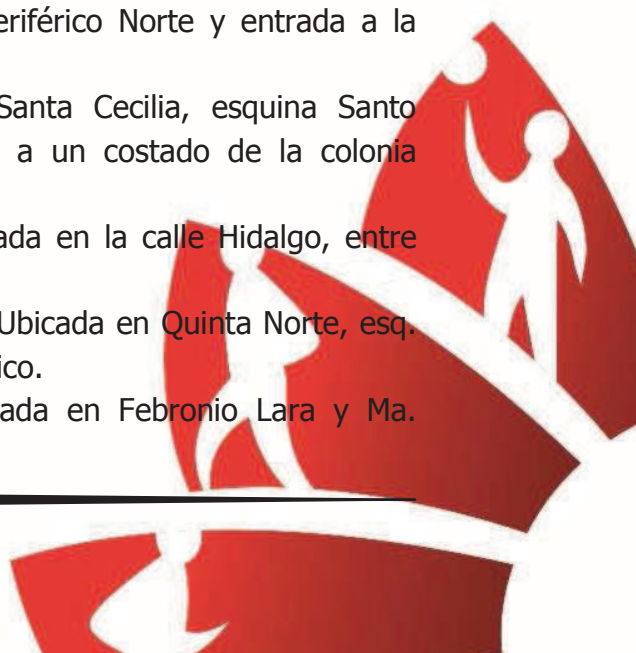 eriférico Norte y entrada a la
Santa Cecilia, esquina Santo
a un costado de la colonia
ada en la calle Hidalgo, entre
Ubicada en Quinta Norte, esq.
ico.
ada en Febronio Lara y Ma.